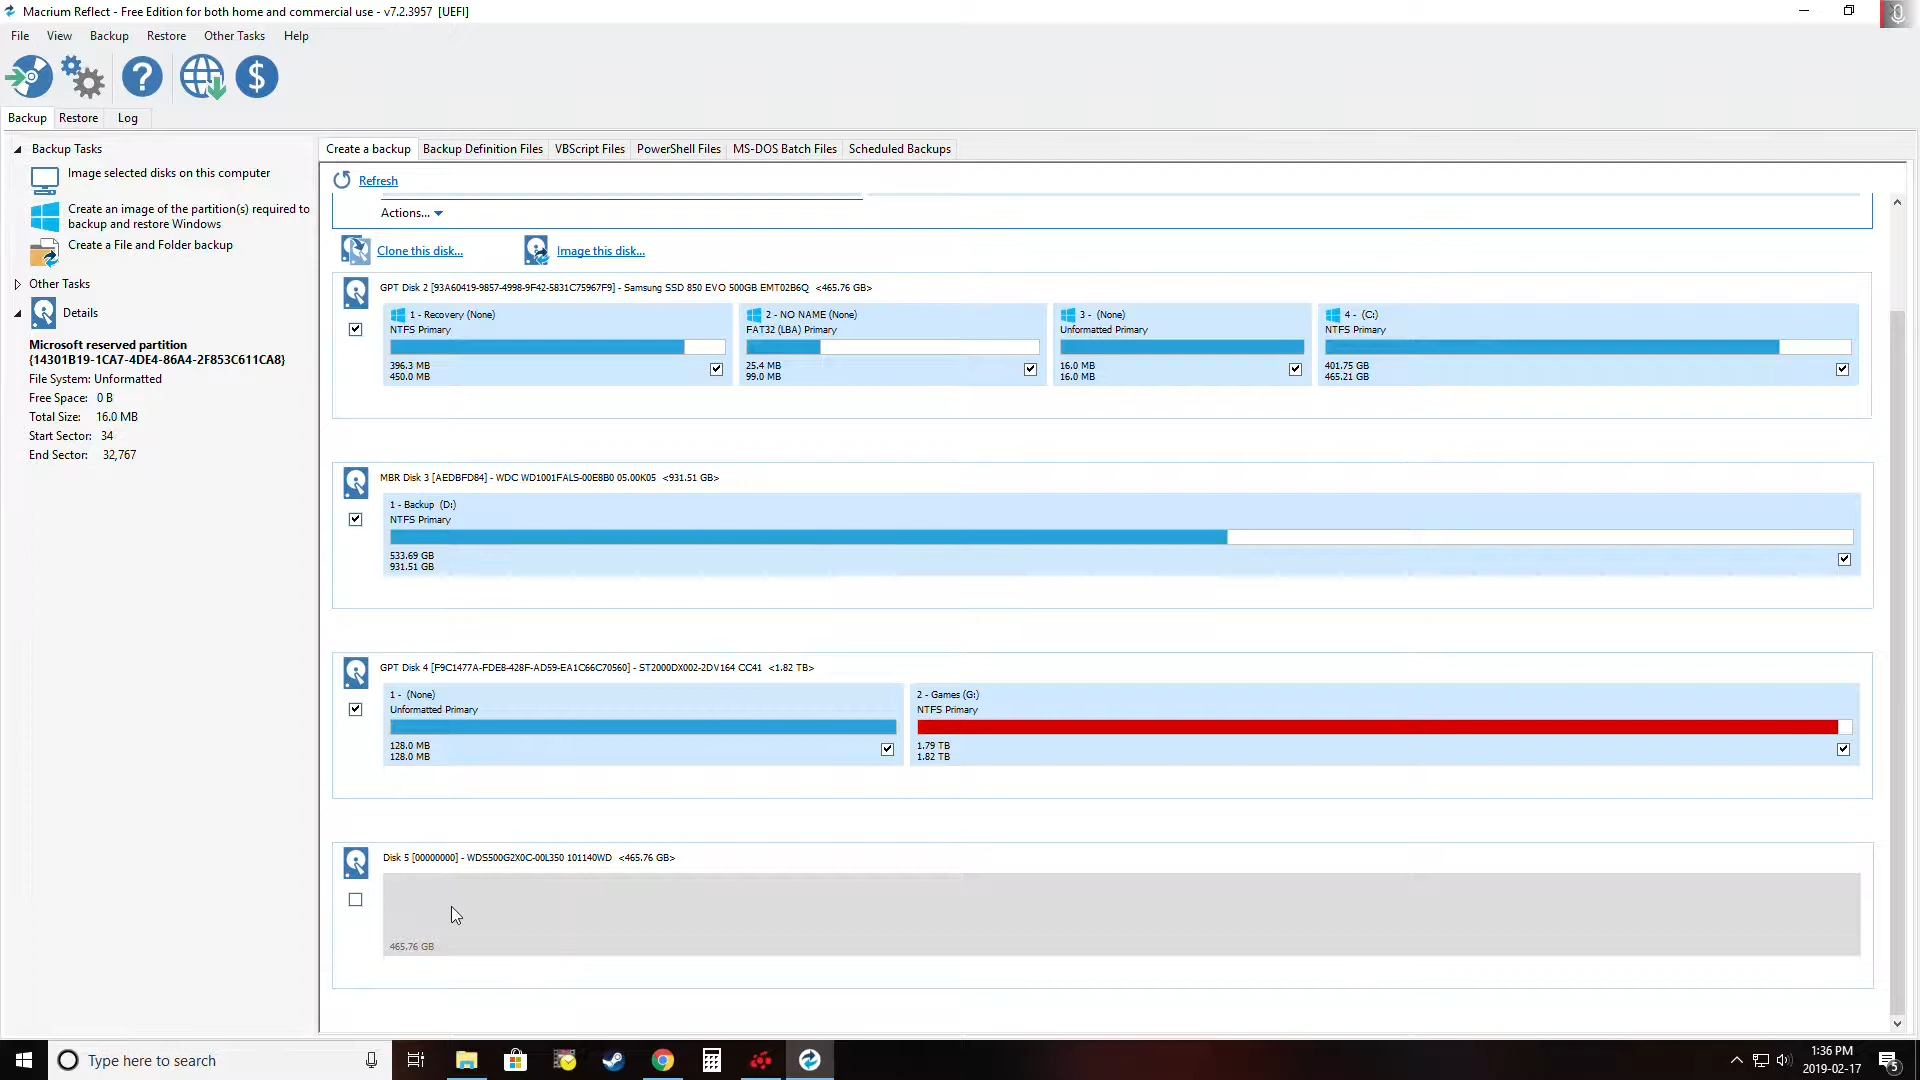 Macrium Reflect - Free Edition for both home and commercial use - v7.2.3957 [UEFI]
File View Backup Restore Other Tasks Help
Backup Restore Log
Backup Tasks
Image selected disks on this computer
Create an image of the partition(s) required to
backup and restore Windows
Create a File and Folder backup
Other Tasks
Details
Microsoft reserved partition
{14301B19-1CA7-4DE4-86A4-2F853C611CA8}
File System: Unformatted
Free Space: 0 B
Total Size: 16.0 MB
Start Sector: 34
End Sector: 32,767
Create a backup Backup Definition Files VBScript Files PowerShell Files MS-DOS Batch Files Scheduled Backups
Refresh
Actions...
Clone this disk... Image this disk...
GPT Disk 2 [93A60419-9857-4998-9F42-5831C75967F9] - Samsung SSD 850 EVO 500GB EMT02B6Q <465.76 GB>
1 - Recovery (None)
NTFS Primary
396.3 MB
450.0 MB
2 - NO NAME (None)
FAT32 (LBA) Primary
25.4 MB
99.0 MB
3 - (None)
Unformatted Primary
16.0 MB
16.0 MB
4 - (C:)
NTFS Primary
401.75 GB
465.21 GB
MBR Disk 3 [AEDBFD84] - WDC WD1001FALS-00E8B0 05.00K05 <931.51 GB>
1 - Backup (D:)
NTFS Primary
533.69 GB
931.51 GB
GPT Disk 4 [F9C1477A-FDE8-428F-AD59-EA1C66C70560] - ST2000DX002-2DV164 CC41 <1.82 TB>
1 - (None)
Unformatted Primary
128.0 MB
128.0 MB
2 - Games (G:)
NTFS Primary
1.79 TB
1.82 TB
Disk 5 [00000000] - WDS500G2X0C-00L350 101140WD <465.76 GB>
465.76 GB
Type here to search
1:36 PM
2019-02-17
5